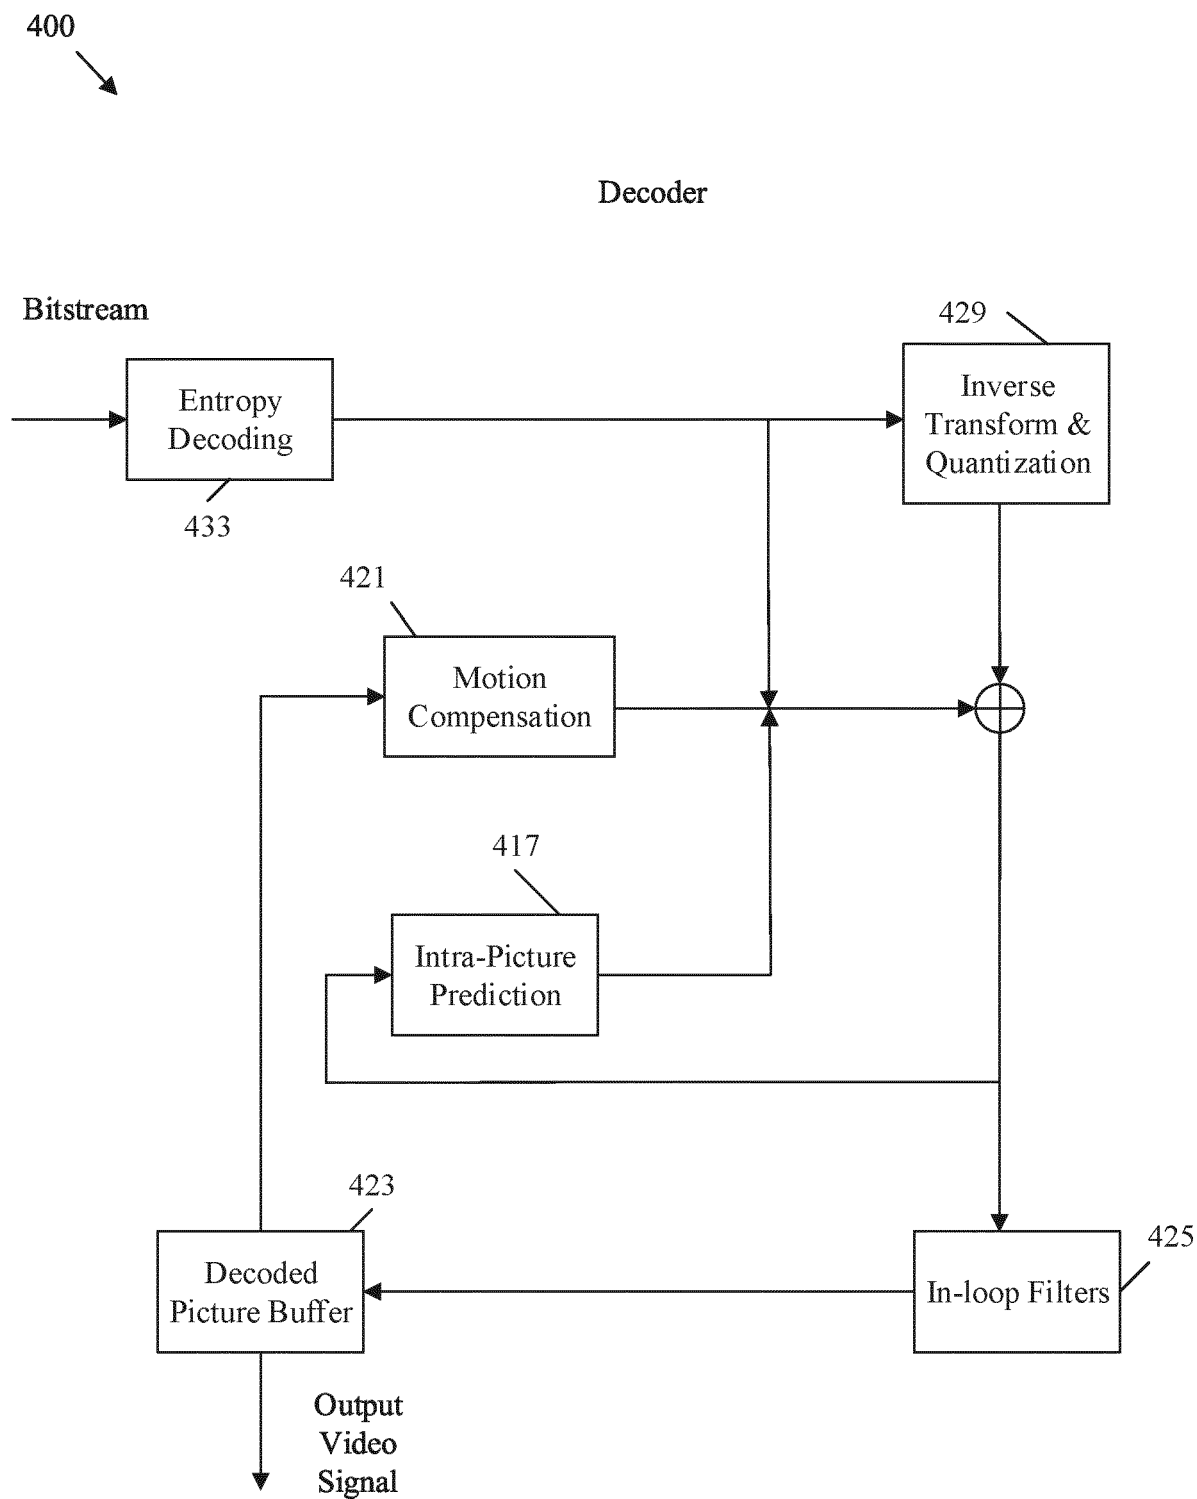 400
Decoder
Bitstream
429
Entropy
Decoding
Inverse
Transform &
Quantization
433
421
Motion
Compensation
417
Intra-Picture
Prediction
423
425
Decoded
Picture Buffer
In-loop Filters
Output
Video
Signal